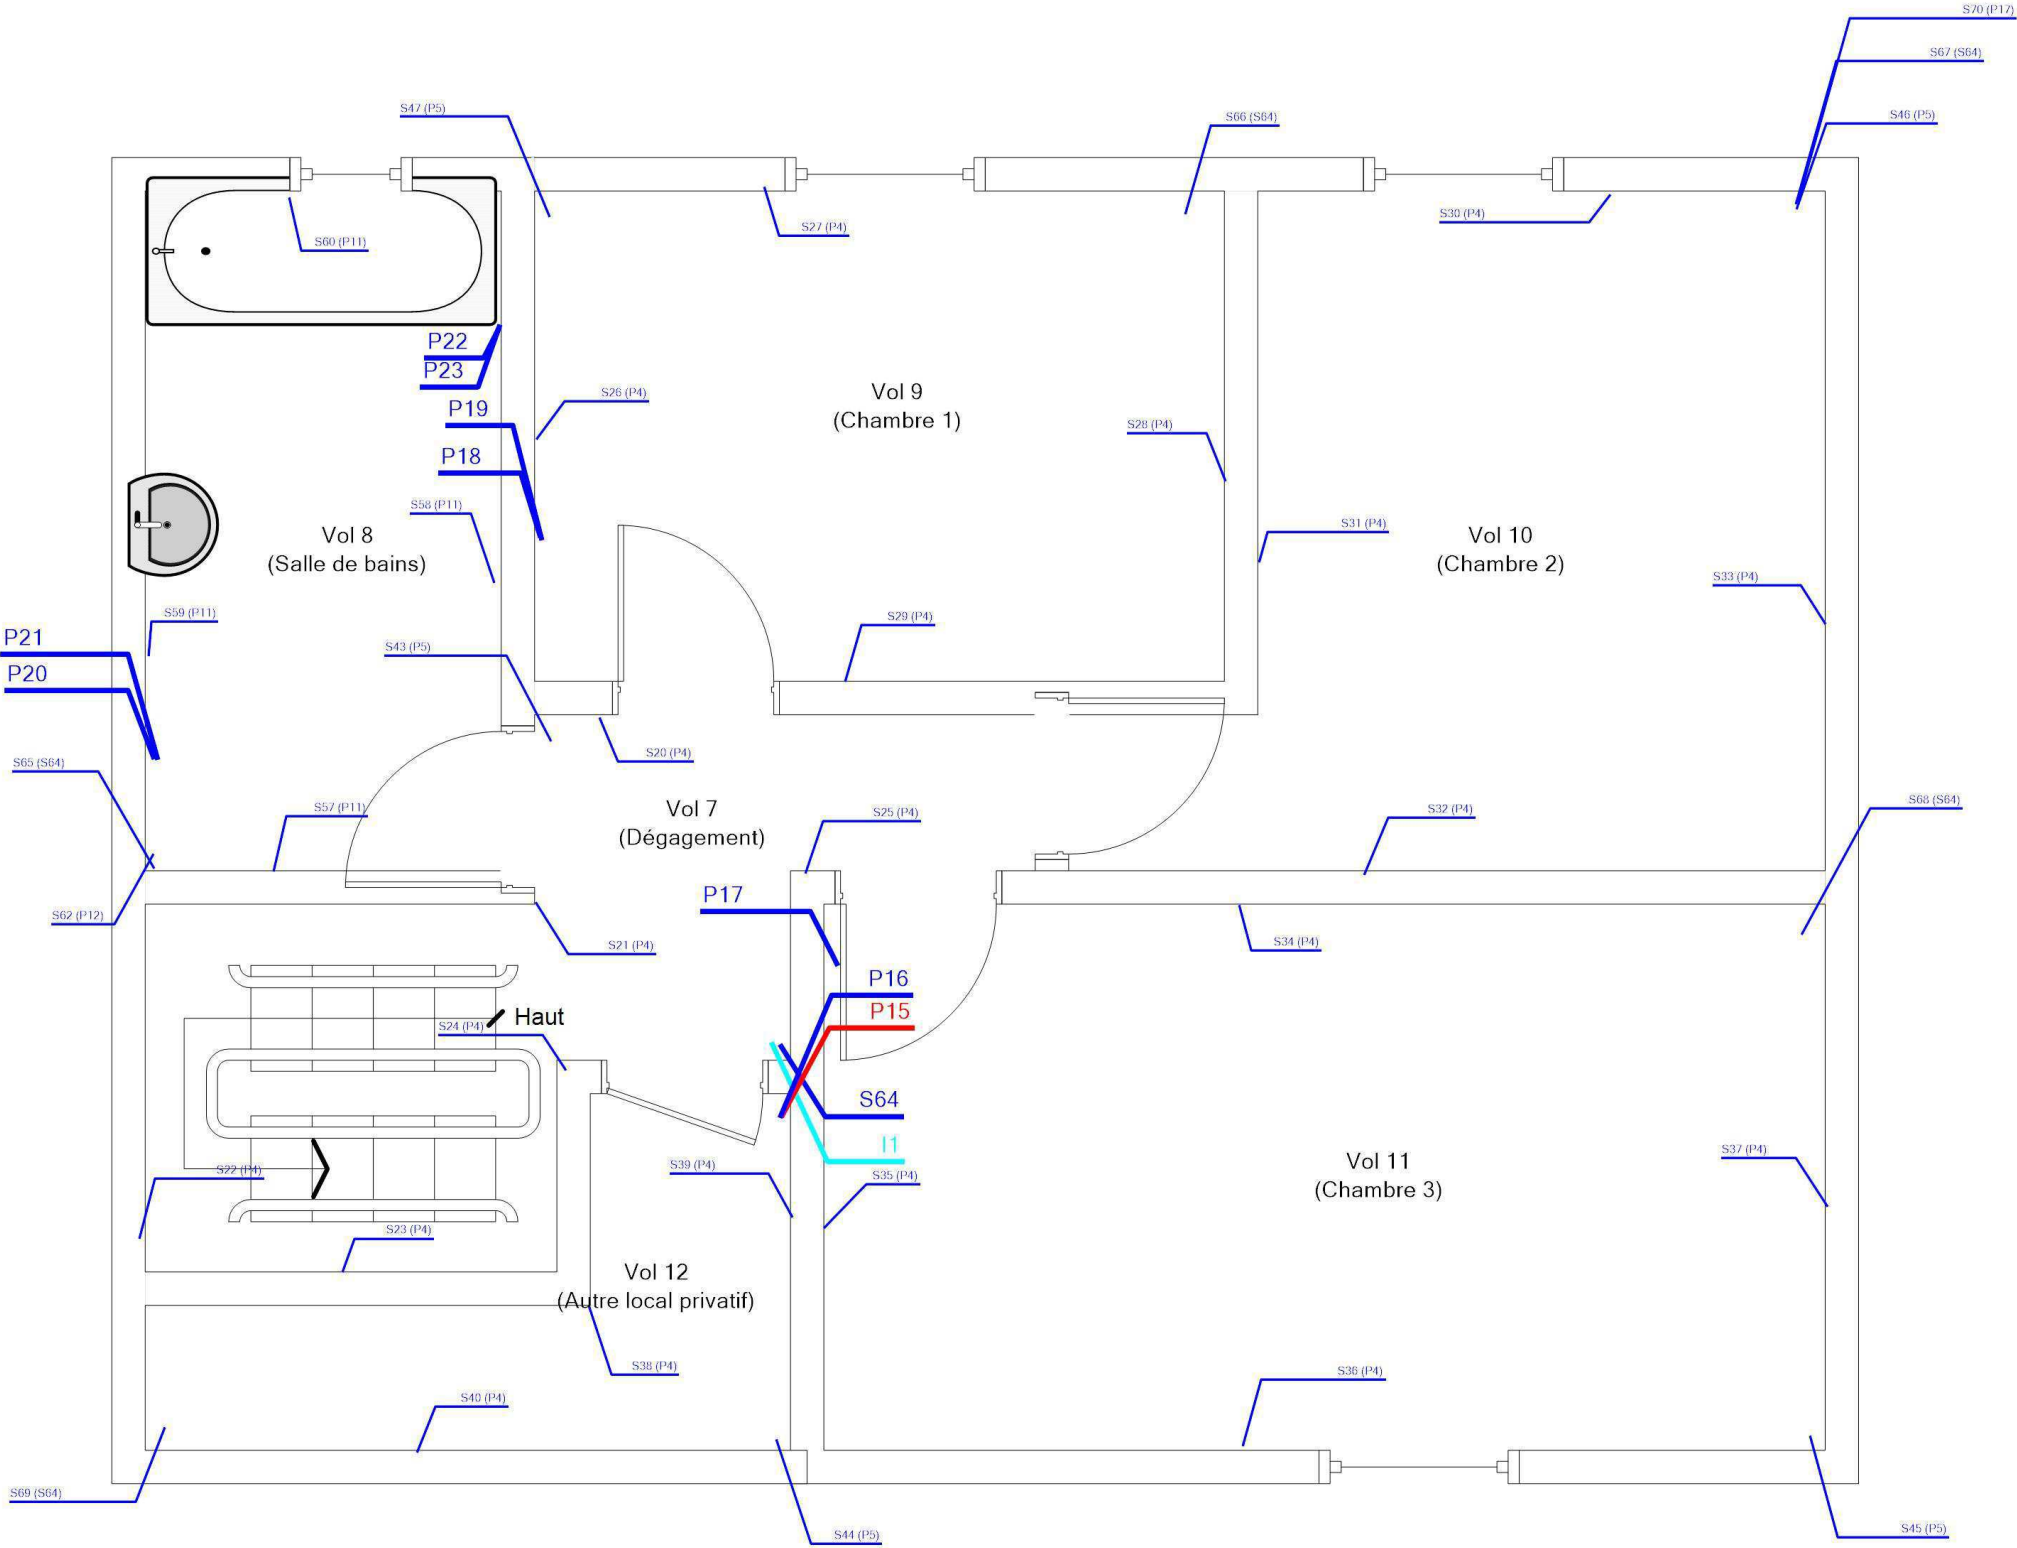 S70 (P17)
S67 (S64)
S47 (P5)
S66 (S64)
S46 (P5)
S30 (P4)
S27 (P4)
S60 (P11)
P22
P23
S26 (P4)
Vol 9
(Chambre 1)
P19
S28 (P4)
P18
S58 (P11)
S31 (P4)
Vol 8
(Salle de bains)
Vol 10
(Chambre 2)
S33 (P4)
S59 (P11)
S29 (P4)
P21
S43 (P5)
P20
S20 (P4)
S65 (S64)
S57 (P11)
Vol 7
(Dégagement)
S25 (P4)
S32 (P4)
S68 (S64)
P17
S62 (P12)
S21 (P4)
S34 (P4)
P16
P15
Haut
S24 (P4)
S64
I1
S37 (P4)
S22 (P4)
S39 (P4)
S35 (P4)
Vol 11
(Chambre 3)
S23 (P4)
Vol 12
(Autre local privatif)
S38 (P4)
S36 (P4)
S40 (P4)
S69 (S64)
S44 (P5)
S45 (P5)